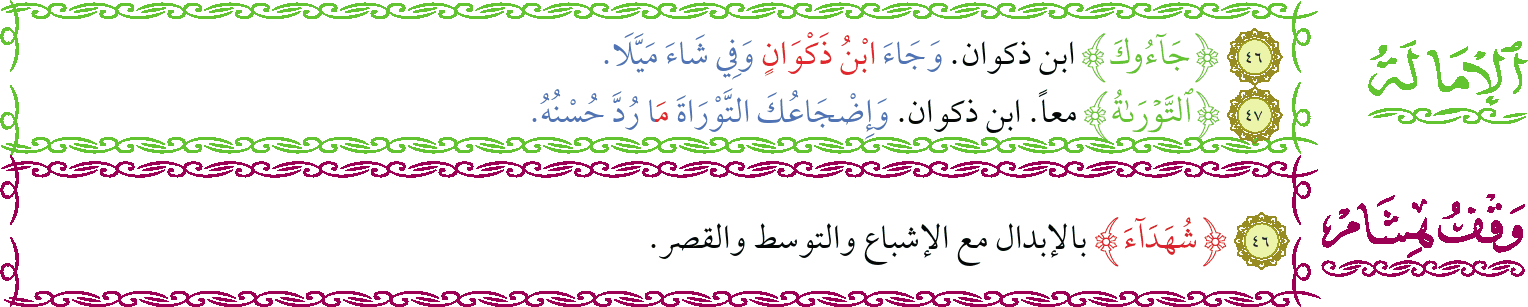 ٱلْإِمَالَةُ
٤٦ ﴿جَآءُوكَ﴾ ابن ذكوان. وَجَاءَ ابْنُ ذَكْوَانٍ وَفِي شَاءَ مَيَّلَا.
٤٧ ﴿ٱلتَّوْرَىٰةُ﴾ معاً. ابن ذكوان. وَإِضْجَاعُكَ التَّوْرَاةَ مَا رُدَّ حُسْنُهُ.
وَقْفُ هِشَامْ
٤٦ ﴿شُهَدَآءَ﴾ بالإبدال مع الإشباع والتوسط والقصر.